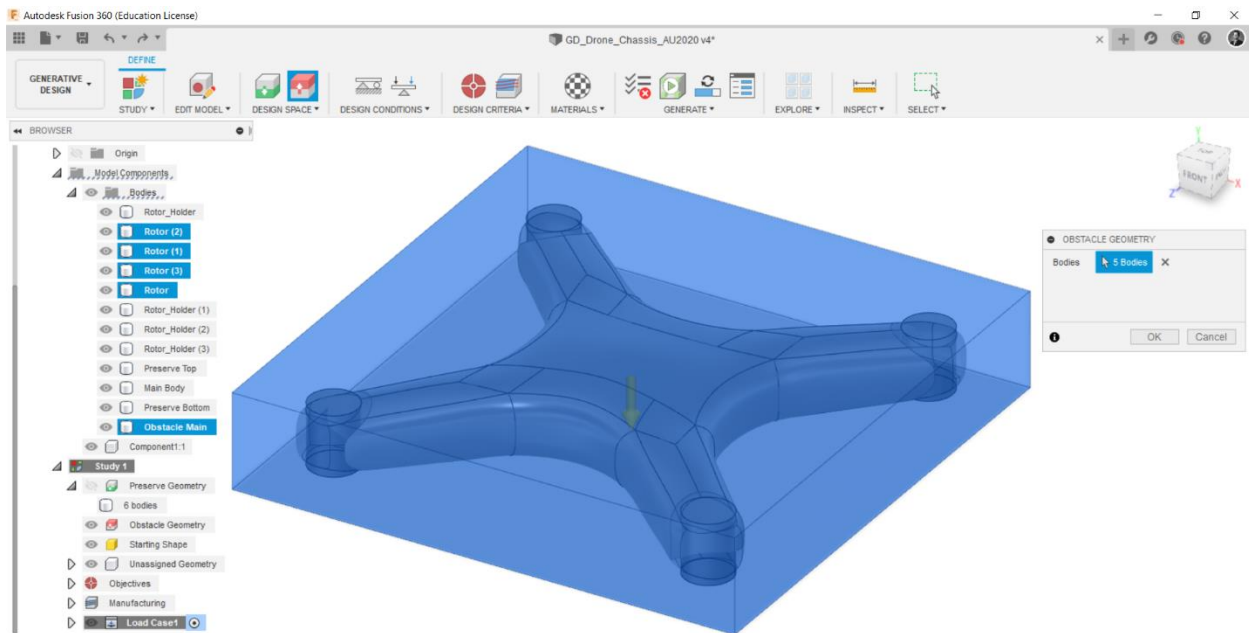 Autodesk Fusion 360 (Education License)
GD_Drone_Chassis_AU2020 v4*
DEFINE
GENERATIVE DESIGN
STUDY
EDIT MODEL
DESIGN SPACE
DESIGN CONDITIONS
DESIGN CRITERIA
MATERIALS
GENERATE
EXPLORE
INSPECT
SELECT
BROWSER
Origin
Model Components
Bodies
Rotor_Holder
Rotor (2)
Rotor (1)
Rotor (3)
Rotor
Rotor_Holder (1)
Rotor_Holder (2)
Rotor_Holder (3)
Preserve Top
Main Body
Preserve Bottom
Obstacle Main
Component1:1
Study 1
Preserve Geometry
6 bodies
Obstacle Geometry
Starting Shape
Unassigned Geometry
Objectives
Manufacturing
Load Case1
Y
TOP
FRONT
Z
X
OBSTACLE GEOMETRY
Bodies
5 Bodies
OK
Cancel